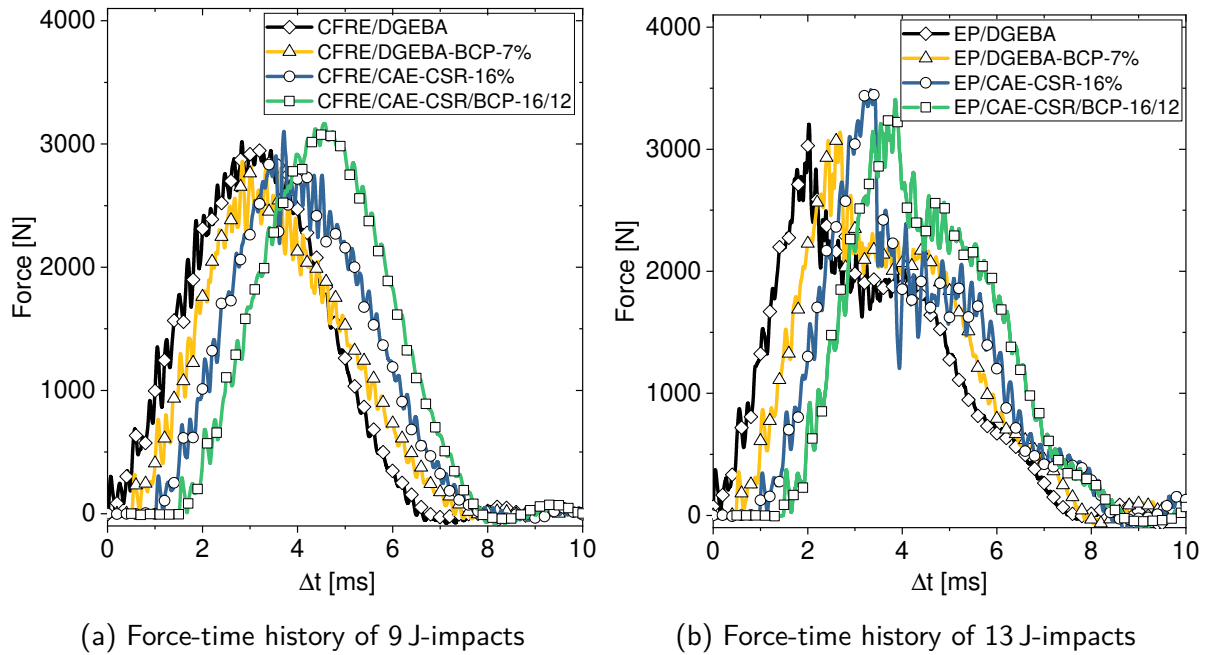 4000
3000
2000
1000
0
Force [N]
CFRE/DGEBA
CFRE/DGEBA-BCP-7%
CFRE/CAE-CSR-16%
CFRE/CAE-CSR/BCP-16/12
0 2 4 6 8 10
Δt [ms]
(a) Force-time history of 9 J-impacts
4000
3000
2000
1000
0
Force [N]
EP/DGEBA
EP/DGEBA-BCP-7%
EP/CAE-CSR-16%
EP/CAE-CSR/BCP-16/12
0 2 4 6 8 10
Δt [ms]
(b) Force-time history of 13 J-impacts